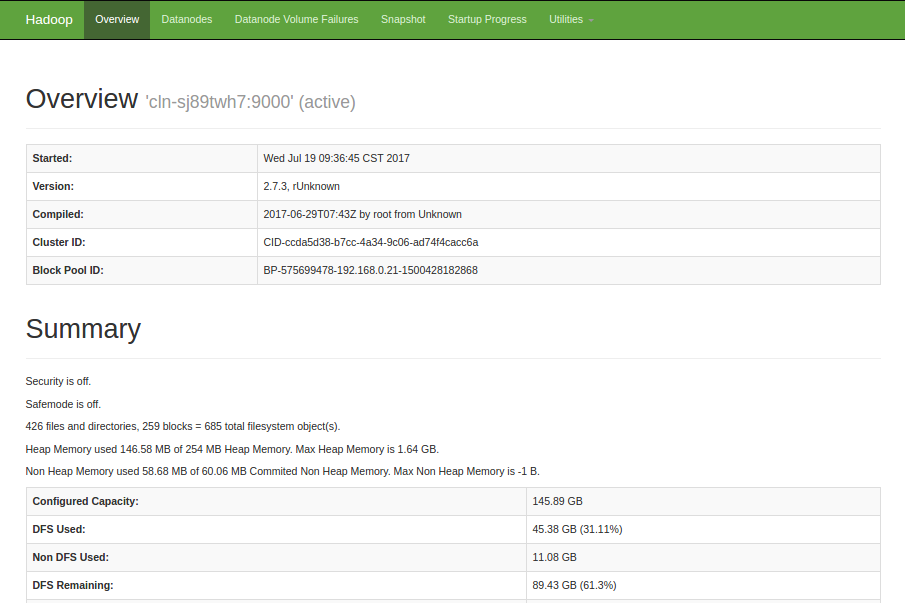 Hadoop Overview Datanodes Datanode Volume Failures Snapshot Startup Progress Utilities
Overview 'cln-sj89twh7:9000' (active)
Started: Wed Jul 19 09:36:45 CST 2017
Version: 2.7.3, rUnknown
Compiled: 2017-06-29T07:43Z by root from Unknown
Cluster ID: CID-ccda5d38-b7cc-4a34-9c06-ad74f4cacc6a
Block Pool ID: BP-575699478-192.168.0.21-1500428182868
Summary
Security is off.
Safemode is off.
426 files and directories, 259 blocks = 685 total filesystem object(s).
Heap Memory used 146.58 MB of 254 MB Heap Memory. Max Heap Memory is 1.64 GB.
Non Heap Memory used 58.68 MB of 60.06 MB Commited Non Heap Memory. Max Non Heap Memory is -1 B.
Configured Capacity: 145.89 GB
DFS Used: 45.38 GB (31.11%)
Non DFS Used: 11.08 GB
DFS Remaining: 89.43 GB (61.3%)